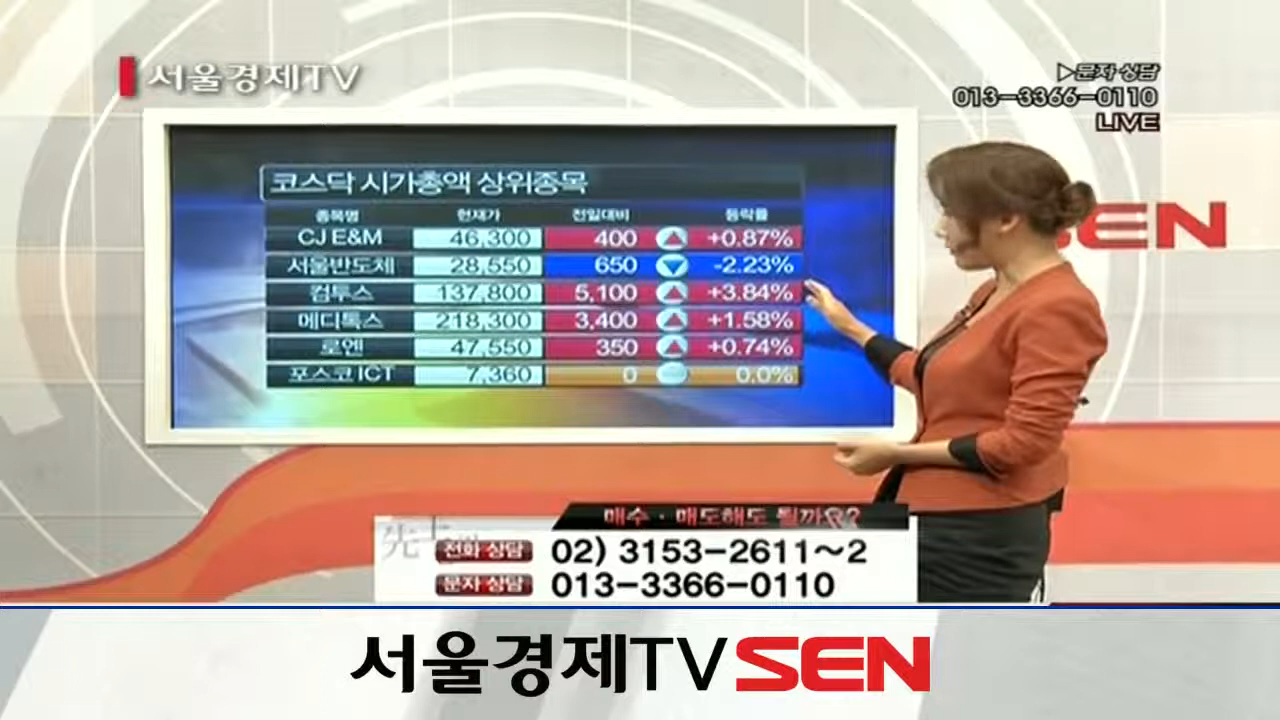 서울경제TV
▷문자 상담
013-3366-0110
LIVE
SEN
코스닥 시가총액 상위종목
종목명 현재가 전일대비 등락률
CJ E&M 46,300 400 ▲ +0.87%
서울반도체 28,550 650 ▼ -2.23%
컴투스 137,800 5,100 ▲ +3.84%
메디톡스 218,300 3,400 ▲ +1.58%
로엔 47,550 350 ▲ +0.74%
포스코 ICT 7,360 0 0.0%
매수·매도해도 될까요?
전화 상담 02) 3153-2611~2
문자 상담 013-3366-0110
서울경제TV SEN